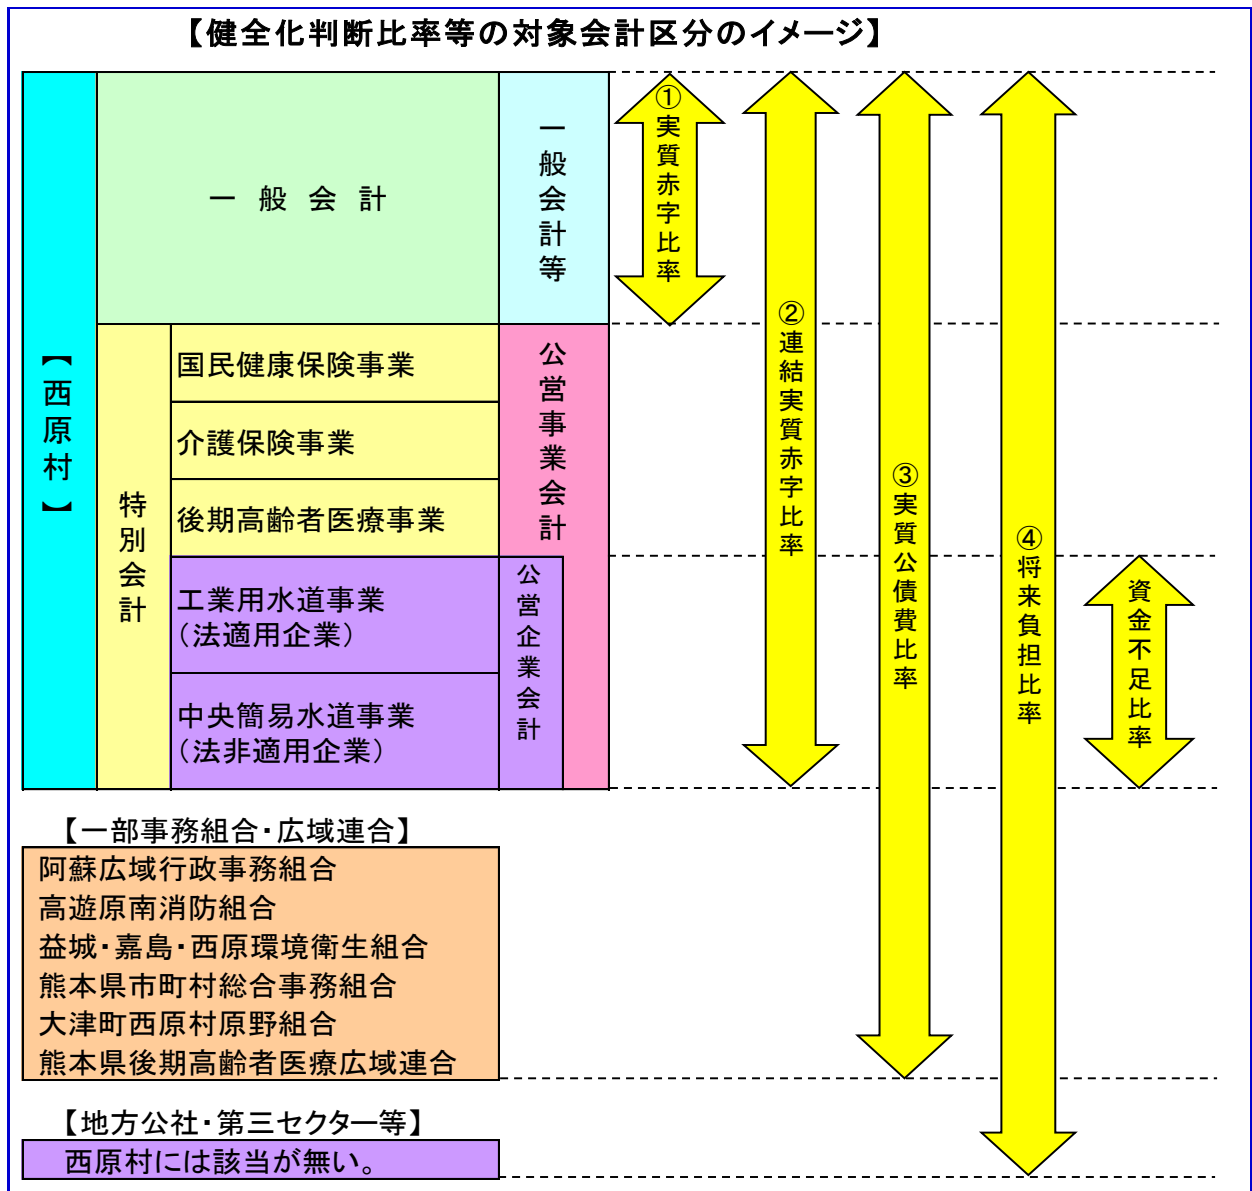 【健全化判断比率等の対象会計区分のイメージ】
【西原村】
一般会計
一般会計等
特別会計
国民健康保険事業
介護保険事業
後期高齢者医療事業
工業用水道事業
（法適用企業）
中央簡易水道事業
（法非適用企業）
公営事業会計
公営企業会計
①実質赤字比率
②連結実質赤字比率
③実質公債費比率
④将来負担比率
資金不足比率
【一部事務組合・広域連合】
阿蘇広域行政事務組合
高遊原南消防組合
益城・嘉島・西原環境衛生組合
熊本県市町村総合事務組合
大津町西原村原野組合
熊本県後期高齢者医療広域連合
【地方公社・第三セクター等】
西原村には該当が無い。